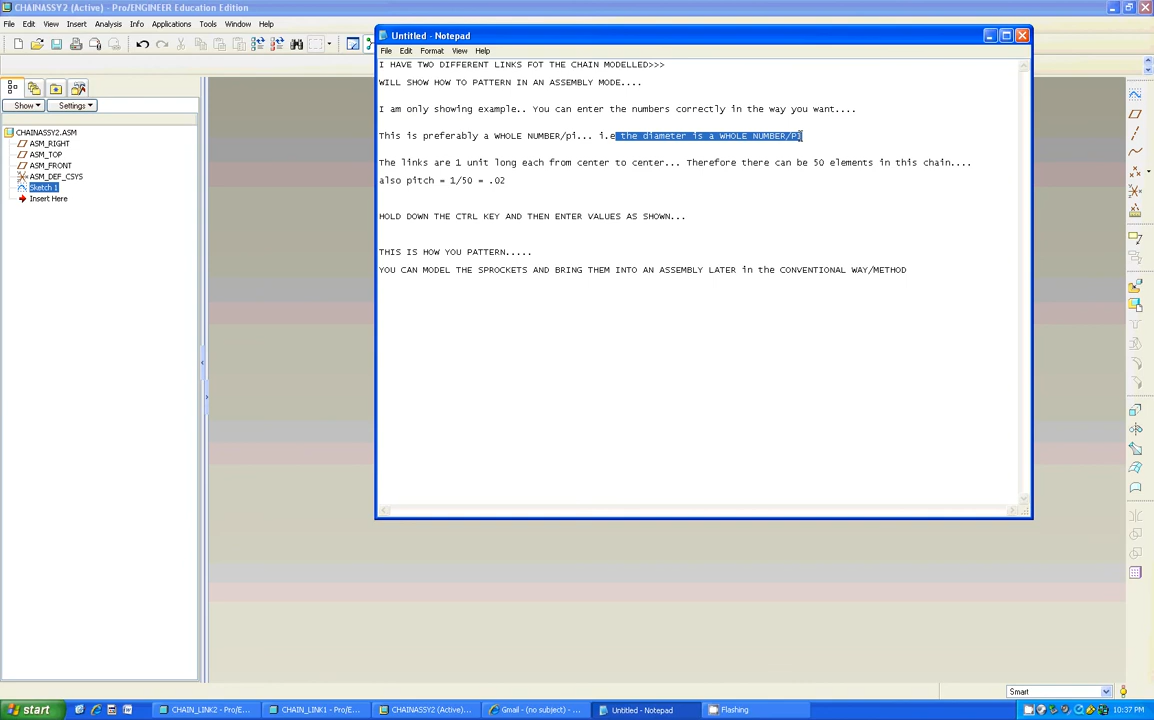 CHAINASSY2 (Active) - Pro/ENGINEER Education Edition
File Edit View Insert Analysis Info Applications Tools Window Help
Show Settings
CHAINASSY2.ASM
ASM_RIGHT
ASM_TOP
ASM_FRONT
ASM_DEF_CSYS
Sketch 1
Insert Here
Untitled - Notepad
File Edit Format View Help
I HAVE TWO DIFFERENT LINKS FOT THE CHAIN MODELLED>>>
WILL SHOW HOW TO PATTERN IN AN ASSEMBLY MODE....
I am only showing example.. You can enter the numbers correctly in the way you want....
This is preferably a WHOLE NUMBER/pi... i.e the diameter is a WHOLE NUMBER/PI
The links are 1 unit long each from center to center... Therefore there can be 50 elements in this chain....
also pitch = 1/50 = .02
HOLD DOWN THE CTRL KEY AND THEN ENTER VALUES AS SHOWN...
THIS IS HOW YOU PATTERN.....
YOU CAN MODEL THE SPROCKETS AND BRING THEM INTO AN ASSEMBLY LATER in the CONVENTIONAL WAY/METHOD
Smart
start
CHAIN_LINK2 - Pro/E...
CHAIN_LINK1 - Pro/E...
CHAINASSY2 (Active)...
Gmail - (no subject) - ...
Untitled - Notepad
Flashing
10:37 PM